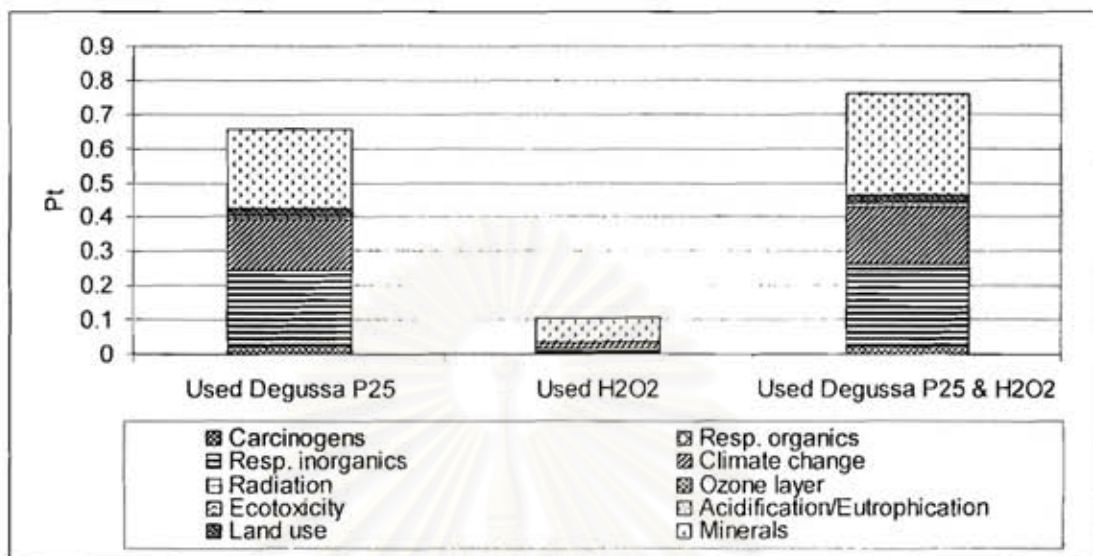 0.9
0.8
0.7
0.6
0.5
0.4
0.3
0.2
0.1
0
Pt
Used Degussa P25 Used H2O2 Used Degussa P25 & H2O2
Carcinogens Resp. organics
Resp. inorganics Climate change
Radiation Ozone layer
Ecotoxicity Acidification/Eutrophication
Land use Minerals